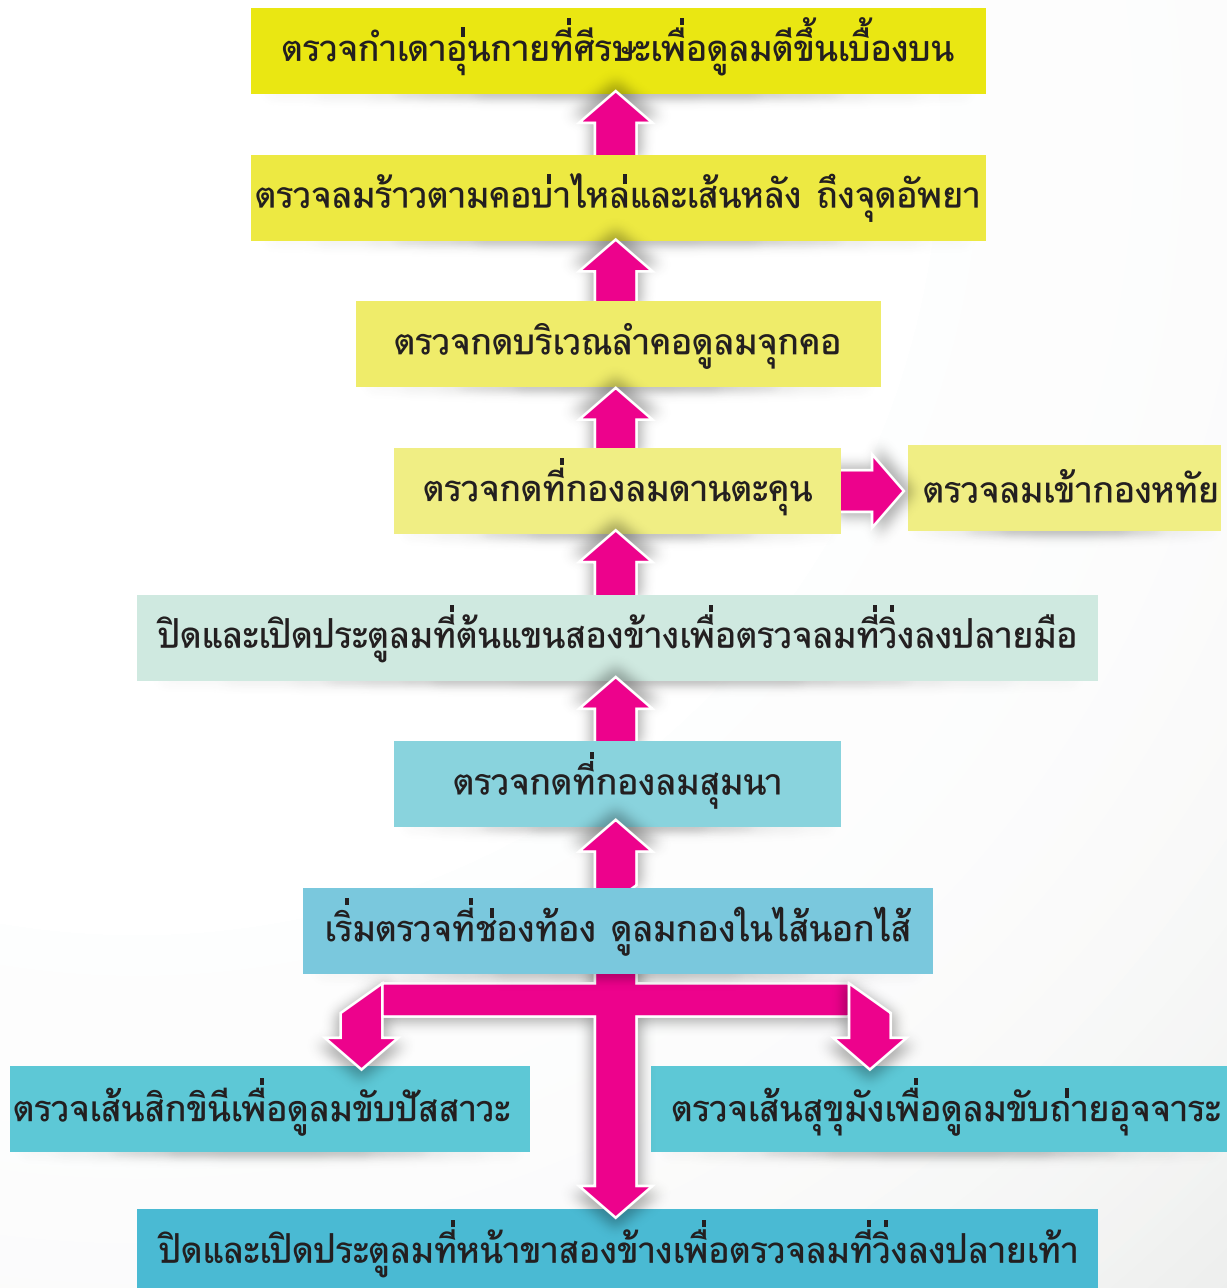 ตรวจกำเดาอุ่นกายที่ศีรษะเพื่อดูลมตีขึ้นเบื้องบน
ตรวจลมร้าวตามคอบ่าไหล่และเส้นหลัง ถึงจุดอัพยา
ตรวจกดบริเวณลำคอดูลมจุกคอ
ตรวจกดที่กองลมดานตะคุน
ตรวจลมเข้ากองหทัย
ปิดและเปิดประตูลมที่ต้นแขนสองข้างเพื่อตรวจลมที่วิ่งลงปลายมือ
ตรวจกดที่กองลมสุมนา
เริ่มตรวจที่ช่องท้อง ดูลมกองในไส้นอกไส้
ตรวจเส้นสิกขินีเพื่อดูลมขับปัสสาวะ
ตรวจเส้นสุขุมังเพื่อดูลมขับถ่ายอุจจาระ
ปิดและเปิดประตูลมที่หน้าขาสองข้างเพื่อตรวจลมที่วิ่งลงปลายเท้า